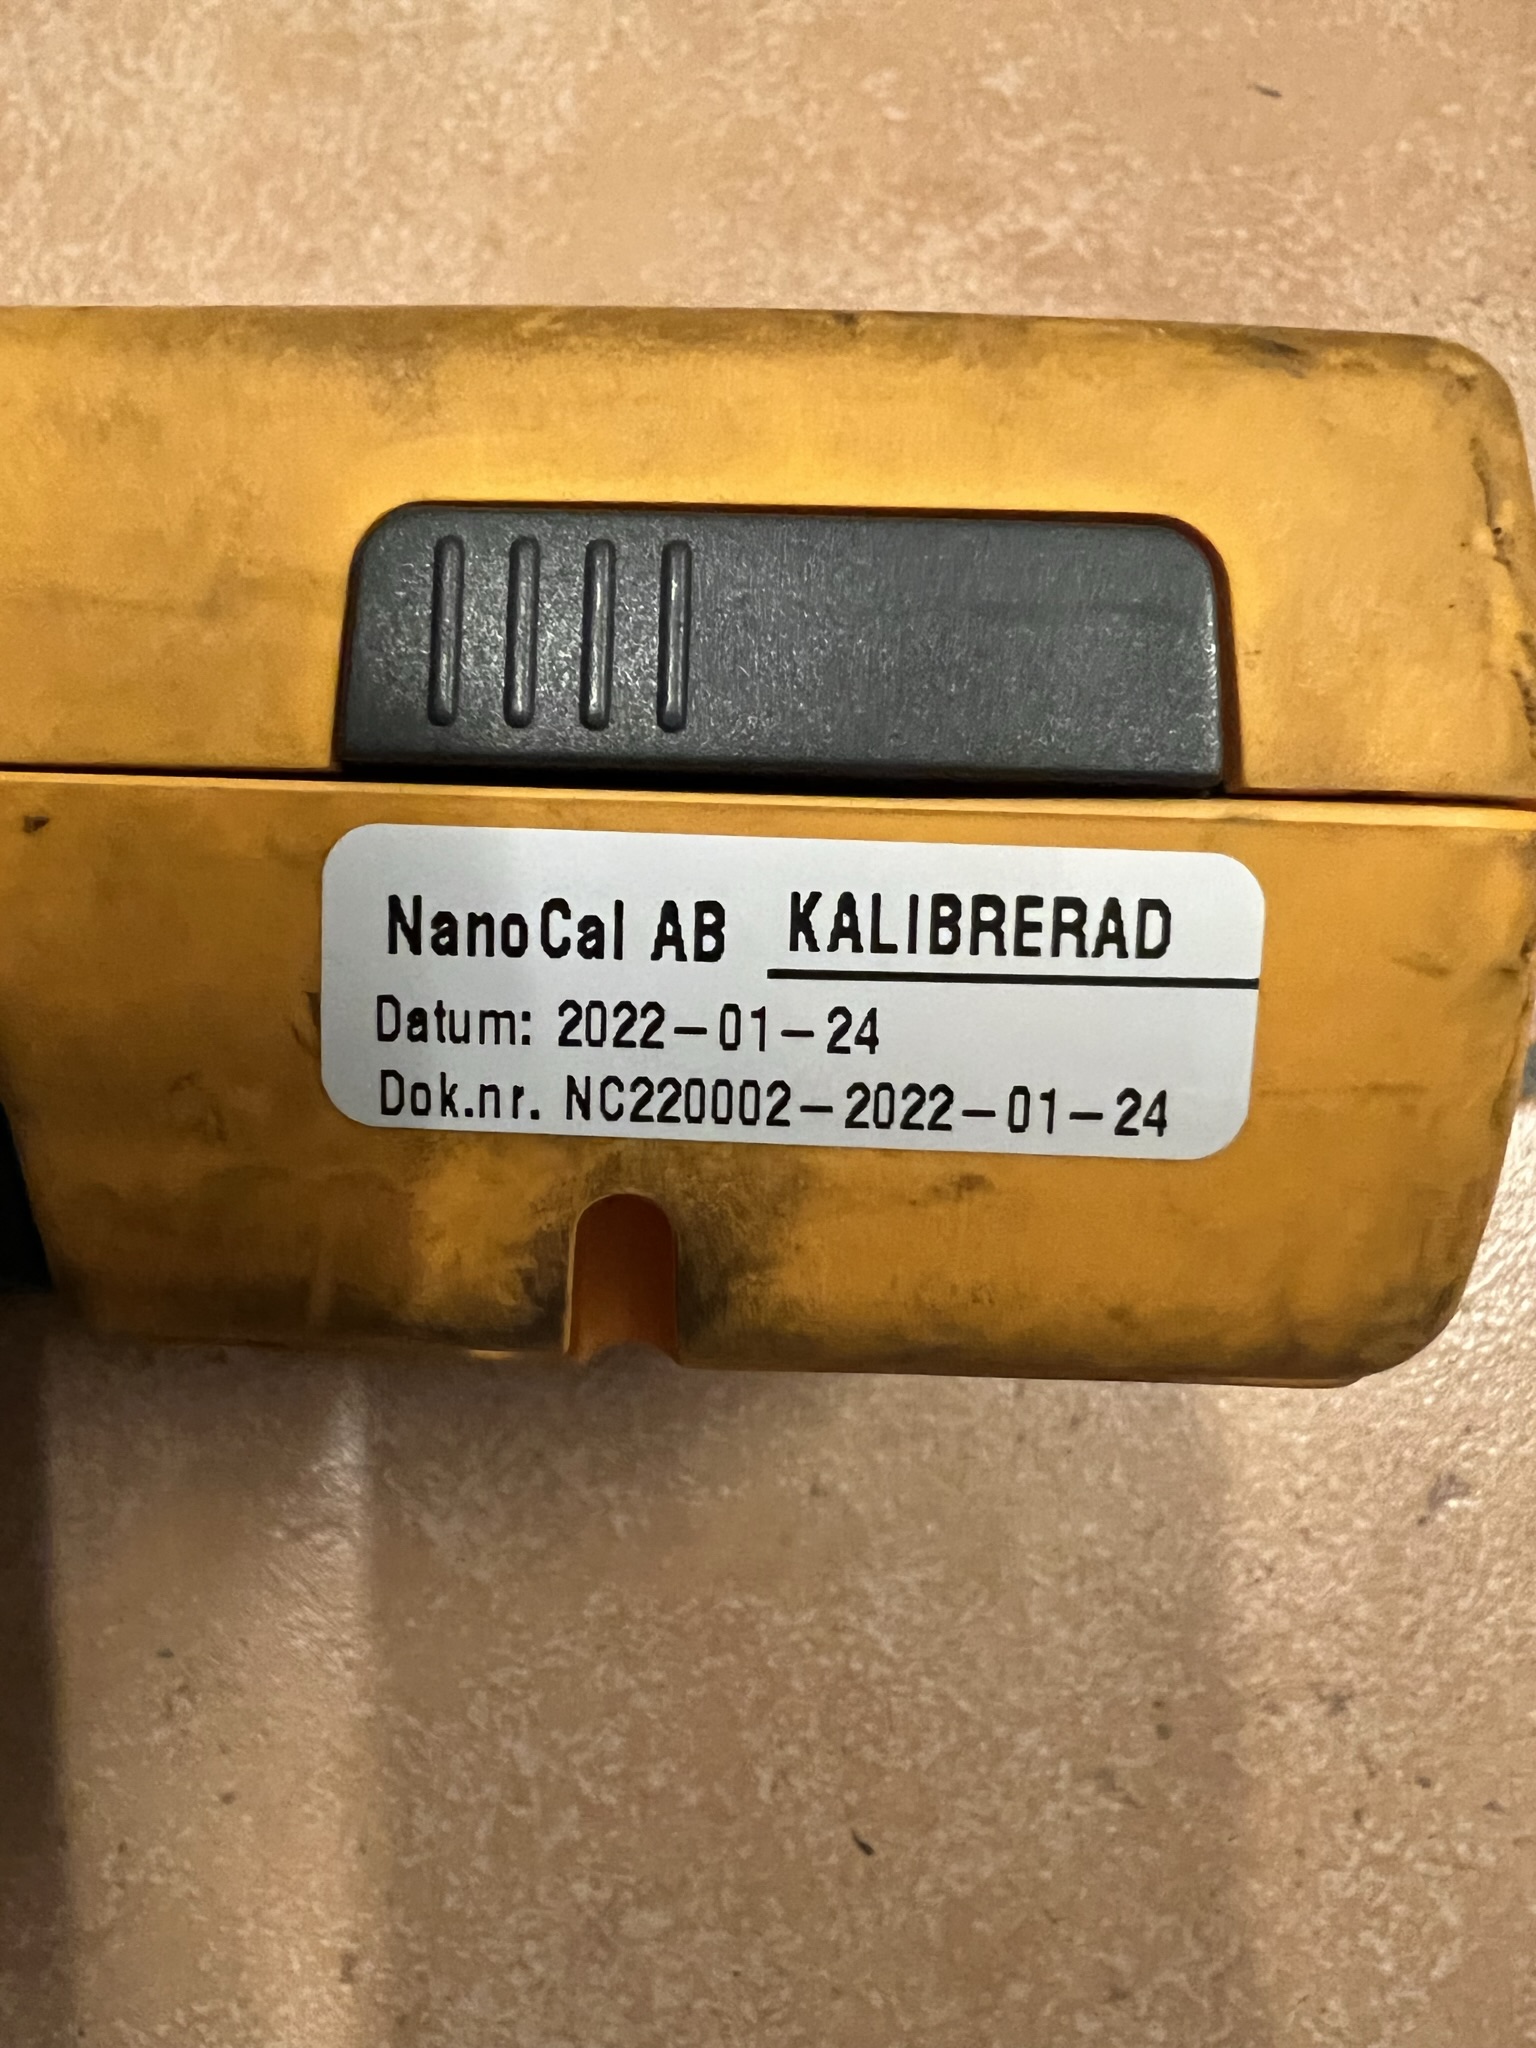 NanoCal AB KALIBRERAD
Datum: 2022-01-24
Dok.nr. NC220002-2022-01-24